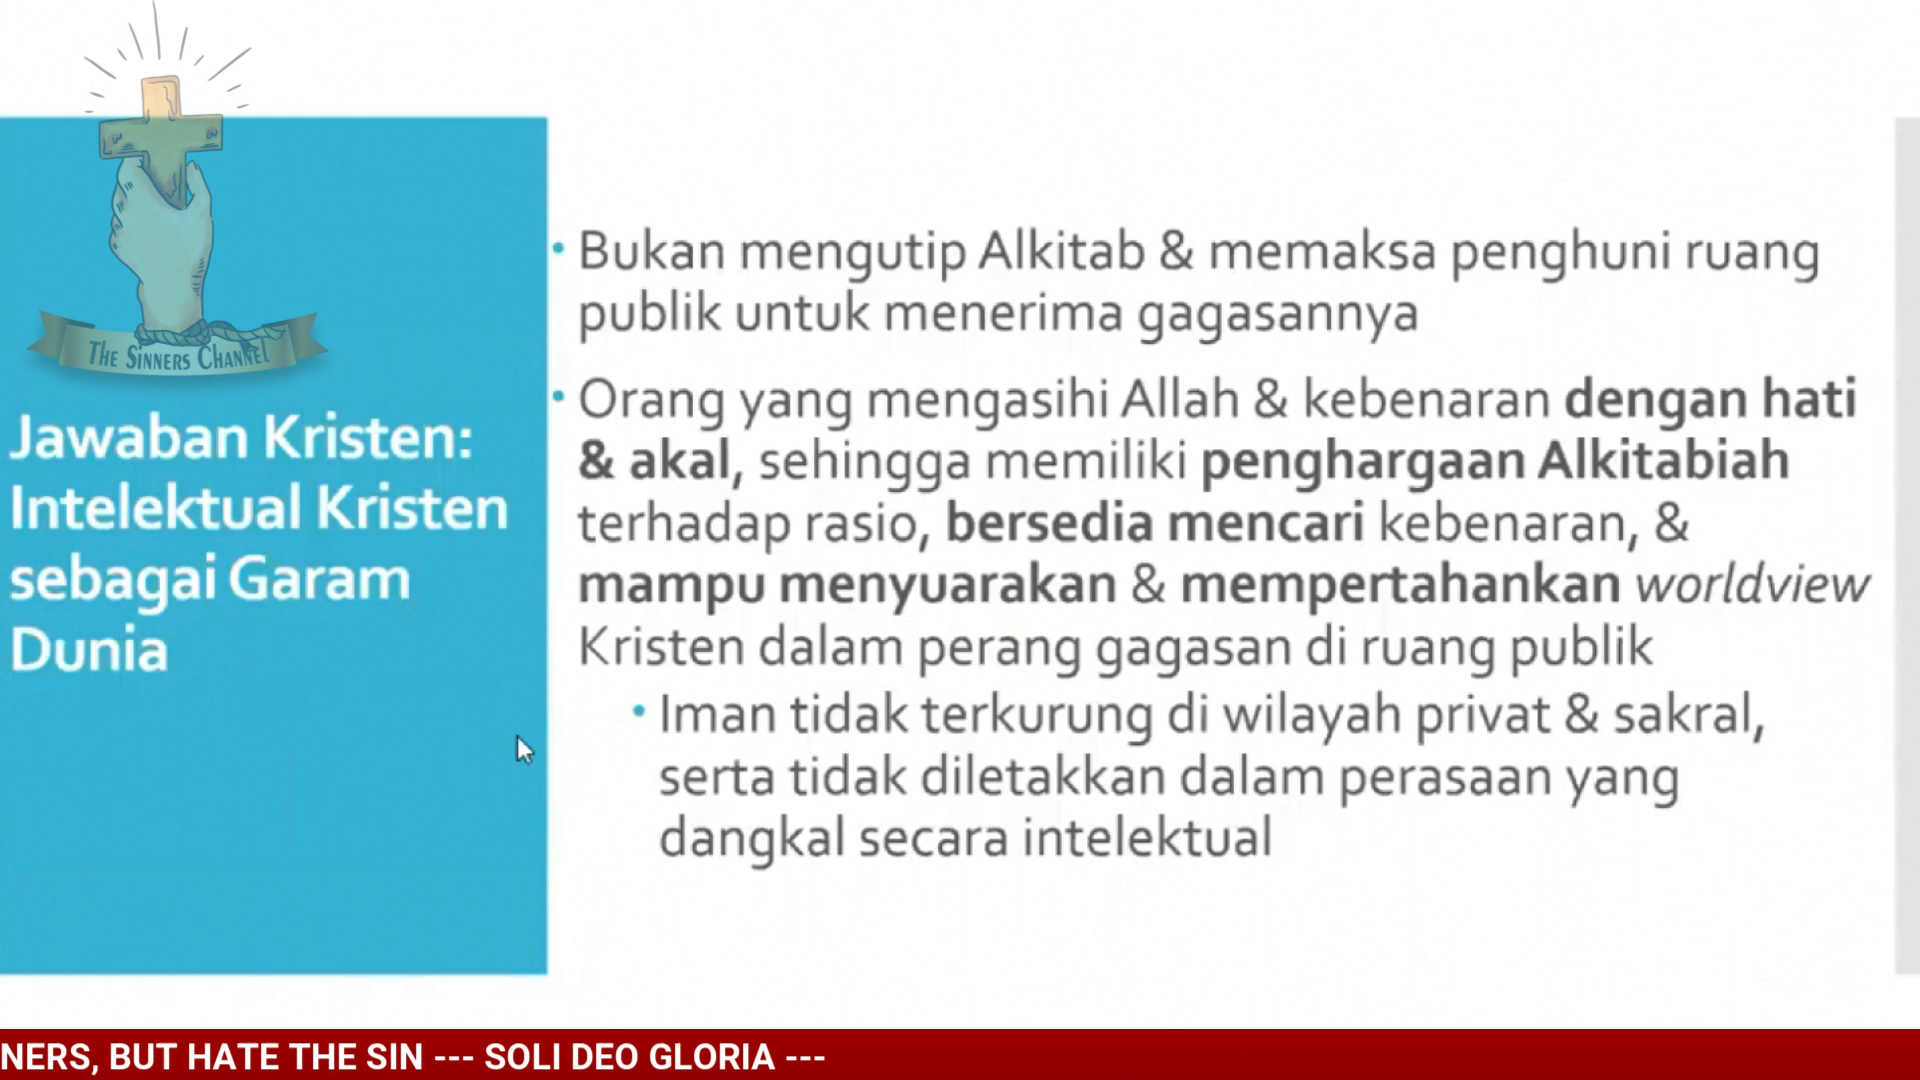 THE SINNERS CHANNEL
Jawaban Kristen:
Intelektual Kristen
sebagai Garam
Dunia
• Bukan mengutip Alkitab & memaksa penghuni ruang
publik untuk menerima gagasannya
• Orang yang mengasihi Allah & kebenaran dengan hati
& akal, sehingga memiliki penghargaan Alkitabiah
terhadap rasio, bersedia mencari kebenaran, &
mampu menyuarakan & mempertahankan worldview
Kristen dalam perang gagasan di ruang publik
• Iman tidak terkurung di wilayah privat & sakral,
serta tidak diletakkan dalam perasaan yang
dangkal secara intelektual
NERS, BUT HATE THE SIN --- SOLI DEO GLORIA ---